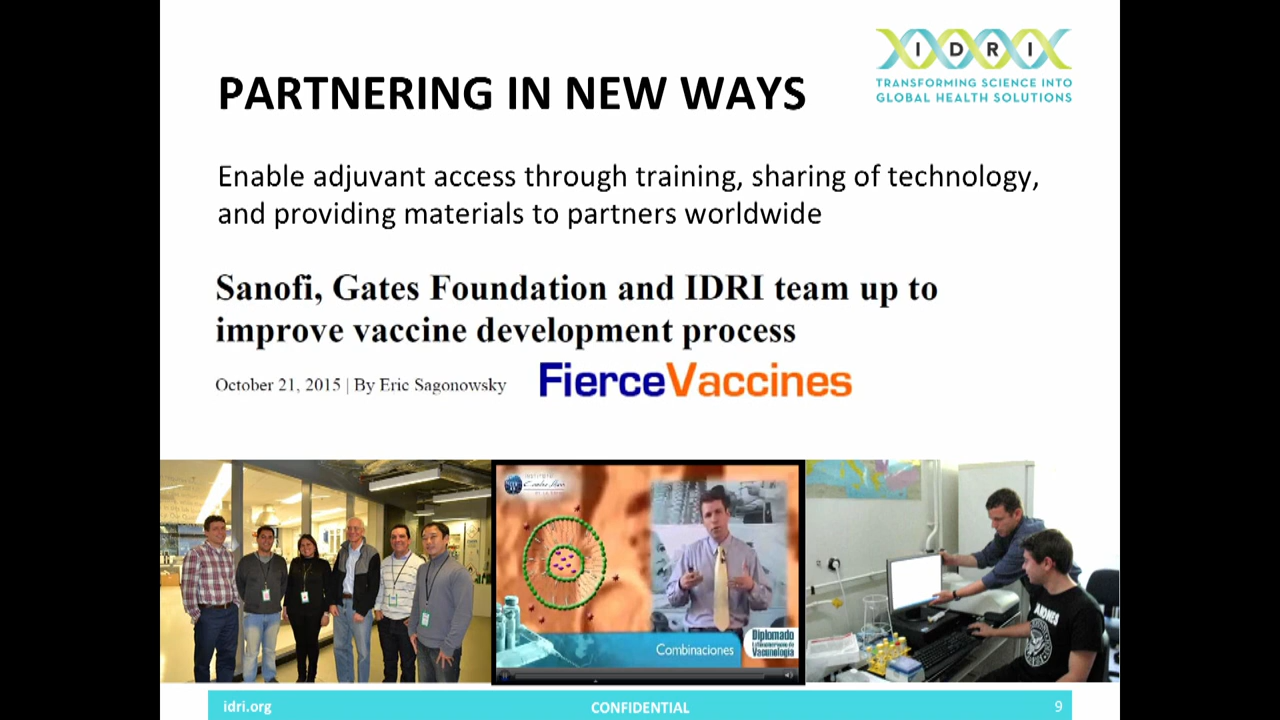 IDRI
TRANSFORMING SCIENCE INTO
GLOBAL HEALTH SOLUTIONS
PARTNERING IN NEW WAYS
Enable adjuvant access through training, sharing of technology,
and providing materials to partners worldwide
Sanofi, Gates Foundation and IDRI team up to
improve vaccine development process
October 21, 2015 | By Eric Sagonowsky
FierceVaccines
INSTITUTO
Combinaciones
Diplomado
Vacunología
idri.org
CONFIDENTIAL
9